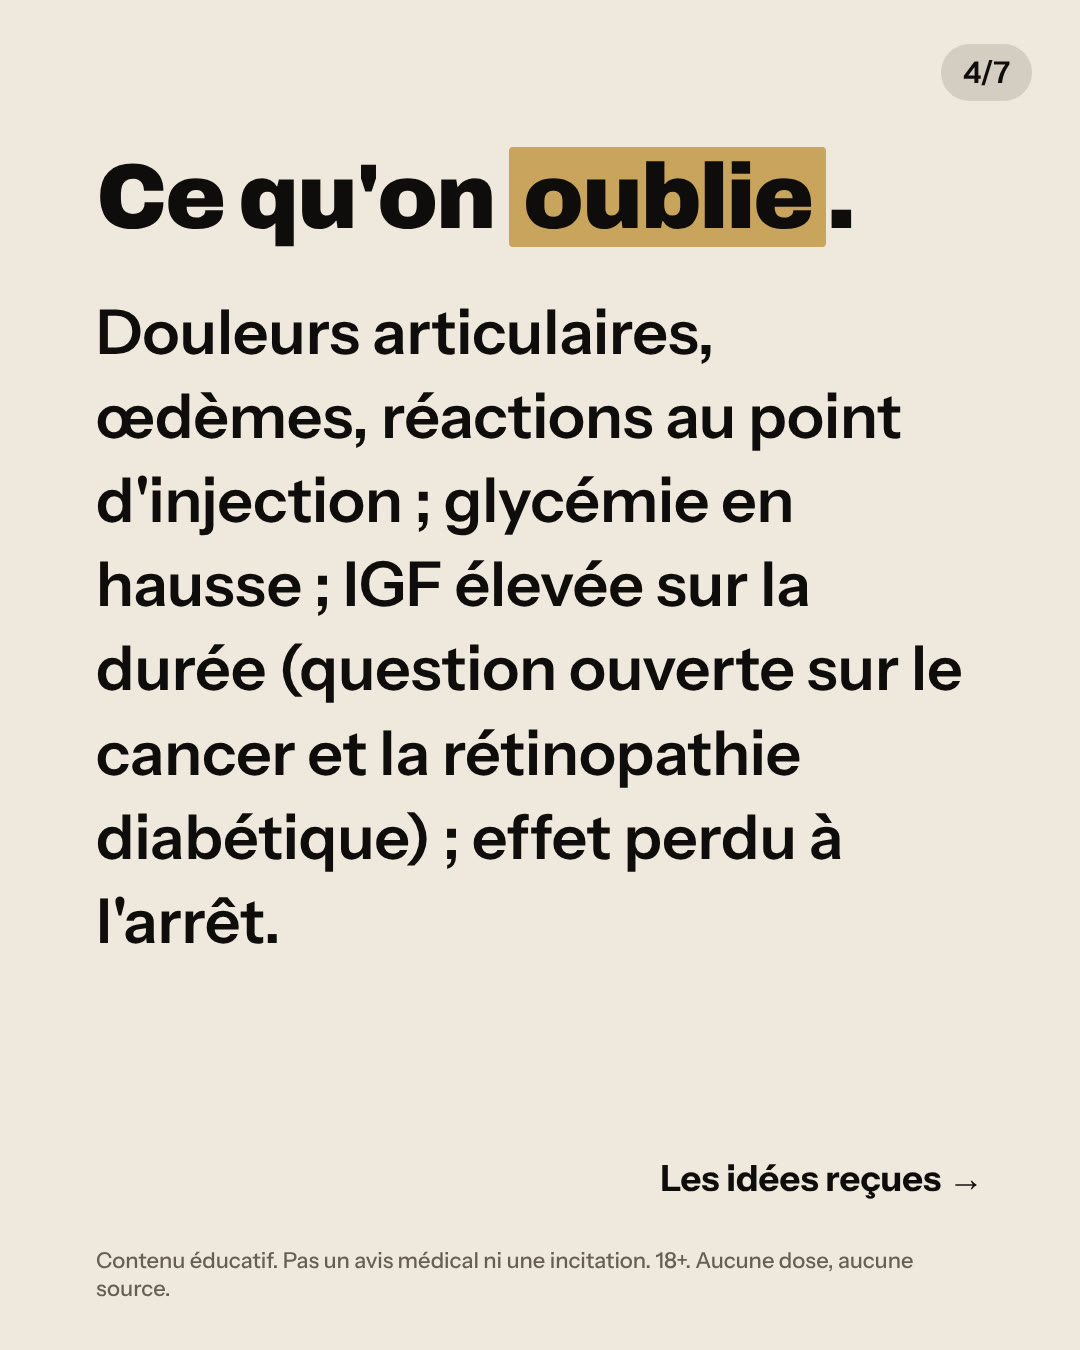 4/7
Ce qu'on oublie.
Douleurs articulaires,
œdèmes, réactions au point
d'injection ; glycémie en
hausse ; IGF élevée sur la
durée (question ouverte sur le
cancer et la rétinopathie
diabétique) ; effet perdu à
l'arrêt.
Les idées reçues →
Contenu éducatif. Pas un avis médical ni une incitation. 18+. Aucune dose, aucune
source.